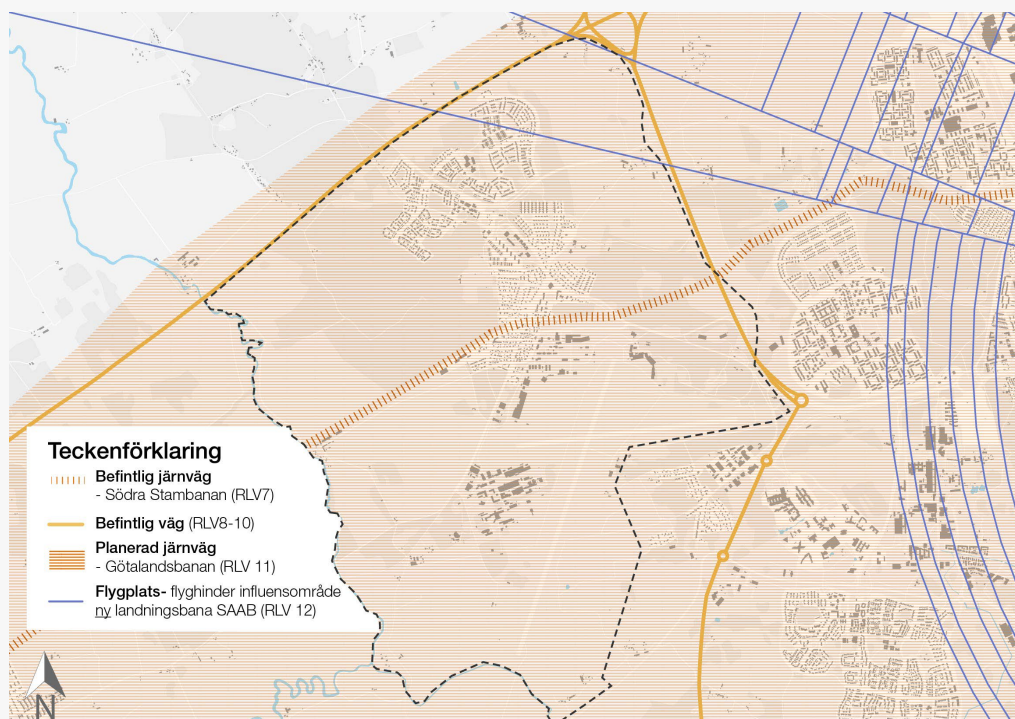 Teckenförklaring
Befintlig järnväg
- Södra Stambanan (RLV7)
Befintlig väg (RLV8-10)
Planerad järnväg
- Götalandsbanan (RLV 11)
Flygplats- flyghinder influensområde
ny landningsbana SAAB (RLV 12)
N